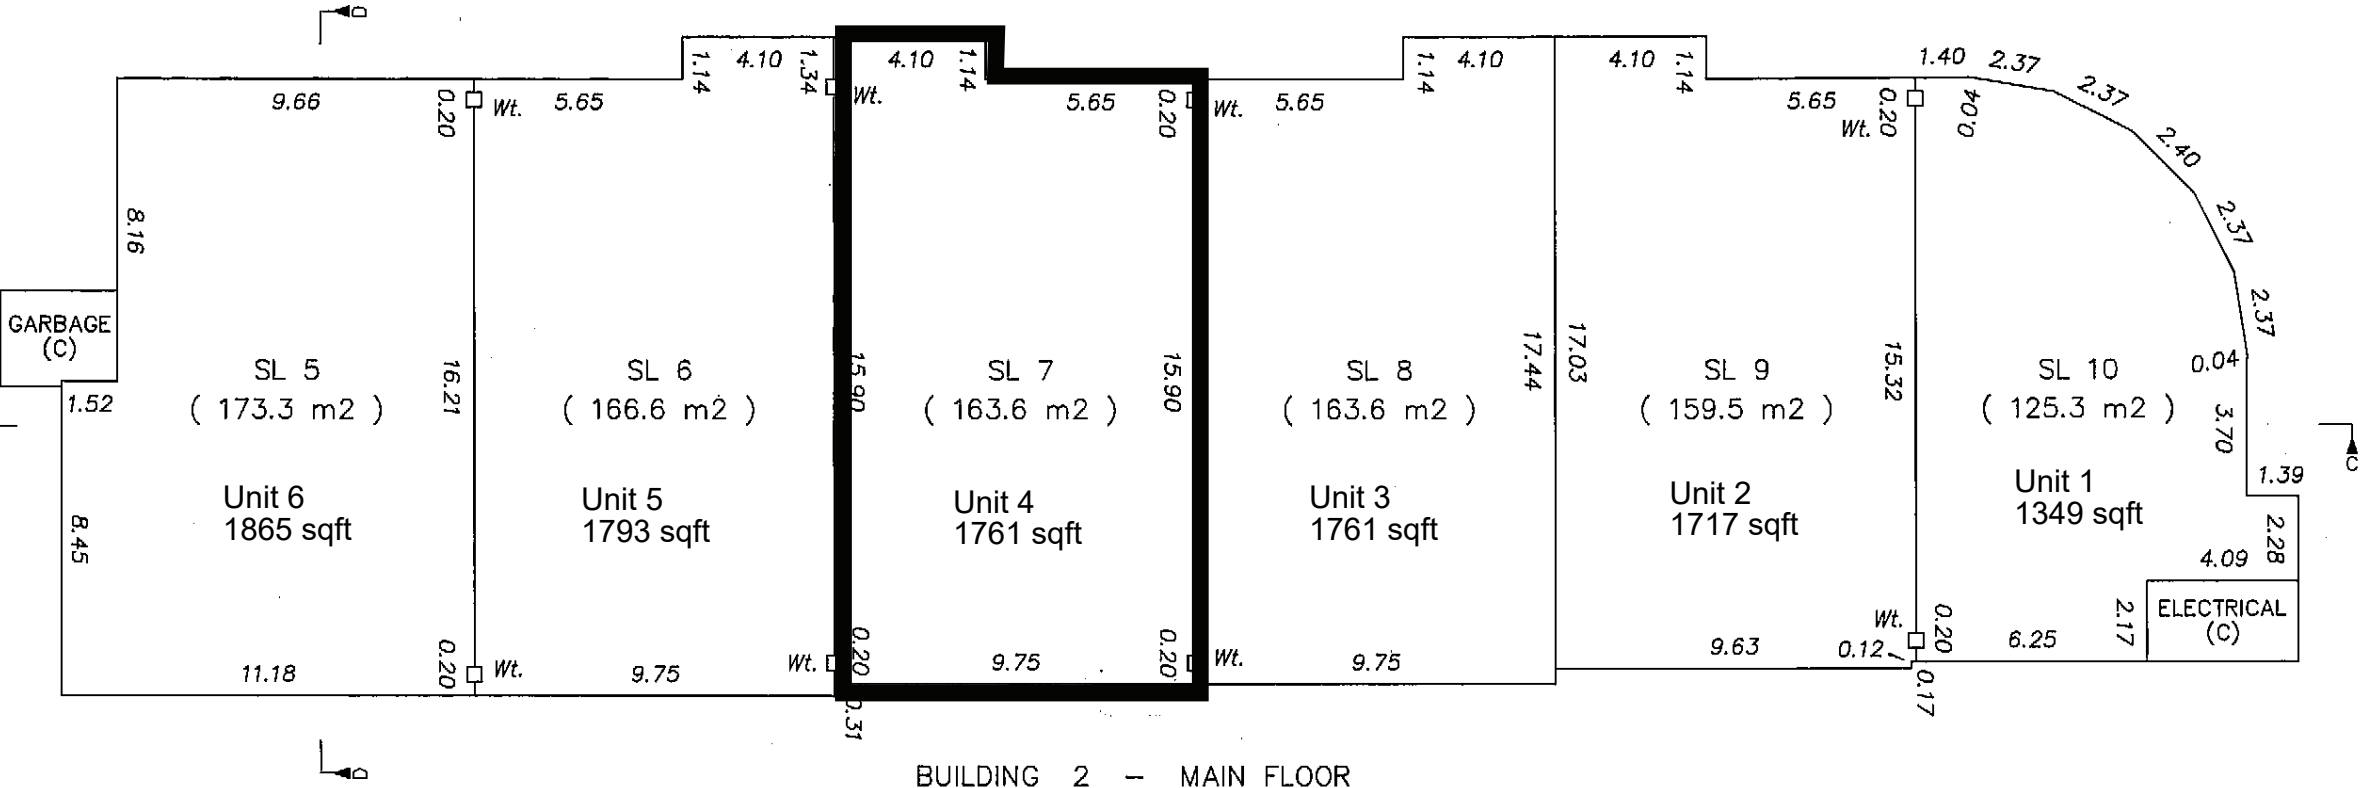 D
1.14
4.10
1.34
4.10
1.14
1.14
4.10
4.10
1.14
1.40
2.37
2.37
2.40
2.37
2.37
9.66
0.20
Wt.
5.65
Wt.
5.65
0.20
Wt.
5.65
5.65
Wt.
0.20
0.04
8.16
GARBAGE
(C)
1.52
8.45
SL 5
( 173.3 m2 )
Unit 6
1865 sqft
16.21
SL 6
( 166.6 m2 )
Unit 5
1793 sqft
15.90
SL 7
( 163.6 m2 )
Unit 4
1761 sqft
15.90
SL 8
( 163.6 m2 )
Unit 3
1761 sqft
17.44
17.03
SL 9
( 159.5 m2 )
Unit 2
1717 sqft
15.32
SL 10
( 125.3 m2 )
Unit 1
1349 sqft
0.04
3.70
1.39
2.28
4.09
C
ELECTRICAL
(C)
2.17
11.18
0.20
Wt.
9.75
Wt.
0.20
9.75
0.20
Wt.
9.75
9.63
0.12
Wt.
0.20
6.25
0.17
0.31
D
BUILDING 2 - MAIN FLOOR